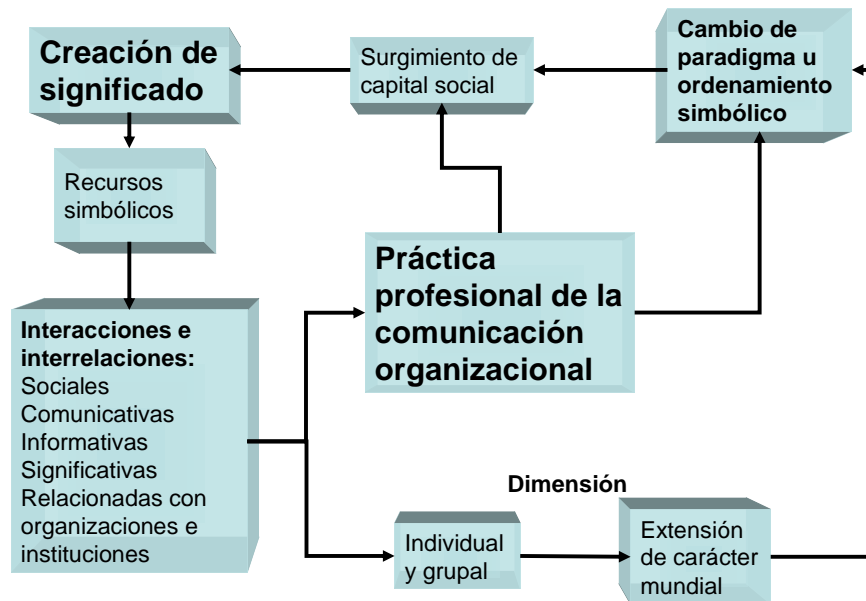 Creación de
significado
Surgimiento de
capital social
Cambio de
paradigma u
ordenamiento
simbólico
Recursos
simbólicos
Práctica
profesional de la
comunicación
organizacional
Interacciones e
interrelaciones:
Sociales
Comunicativas
Informativas
Significativas
Relacionadas con
organizaciones e
instituciones
Dimensión
Individual
y grupal
Extensión
de carácter
mundial